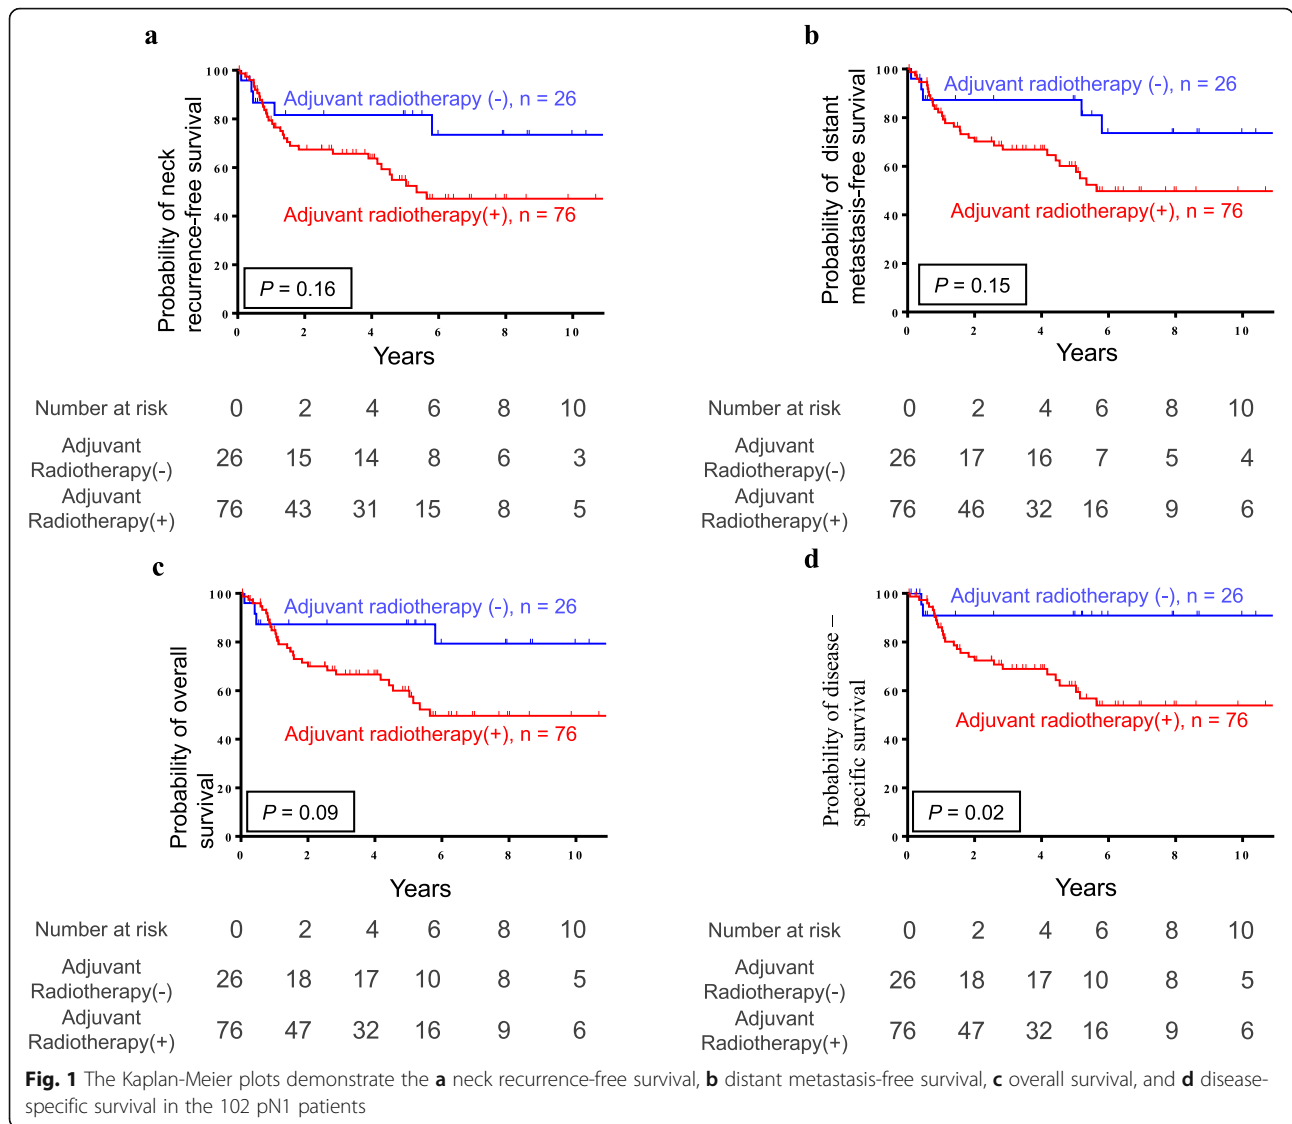 a
Probability of neck
recurrence-free survival
100
80
60
40
20
0
Adjuvant radiotherapy (-), n = 26
Adjuvant radiotherapy(+), n = 76
P = 0.16
0 2 4 6 8 10
Years
Number at risk 0 2 4 6 8 10
Adjuvant
Radiotherapy(-) 26 15 14 8 6 3
Adjuvant
Radiotherapy(+) 76 43 31 15 8 5
b
Probability of distant
metastasis-free survival
100
80
60
40
20
0
Adjuvant radiotherapy (-), n = 26
Adjuvant radiotherapy(+), n = 76
P = 0.15
0 2 4 6 8 10
Years
Number at risk 0 2 4 6 8 10
Adjuvant
Radiotherapy(-) 26 17 16 7 5 4
Adjuvant
Radiotherapy(+) 76 46 32 16 9 6
c
Probability of overall
survival
100
80
60
40
20
0
Adjuvant radiotherapy (-), n = 26
Adjuvant radiotherapy(+), n = 76
P = 0.09
0 2 4 6 8 10
Years
Number at risk 0 2 4 6 8 10
Adjuvant
Radiotherapy(-) 26 18 17 10 8 5
Adjuvant
Radiotherapy(+) 76 47 32 16 9 6
d
Probability of disease–
specific survival
100
80
60
40
20
0
Adjuvant radiotherapy (-), n = 26
Adjuvant radiotherapy(+), n = 76
P = 0.02
0 2 4 6 8 10
Years
Number at risk 0 2 4 6 8 10
Adjuvant
Radiotherapy(-) 26 18 17 10 8 5
Adjuvant
Radiotherapy(+) 76 47 32 16 9 6
Fig. 1 The Kaplan-Meier plots demonstrate the a neck recurrence-free survival, b distant metastasis-free survival, c overall survival, and d disease-
specific survival in the 102 pN1 patients